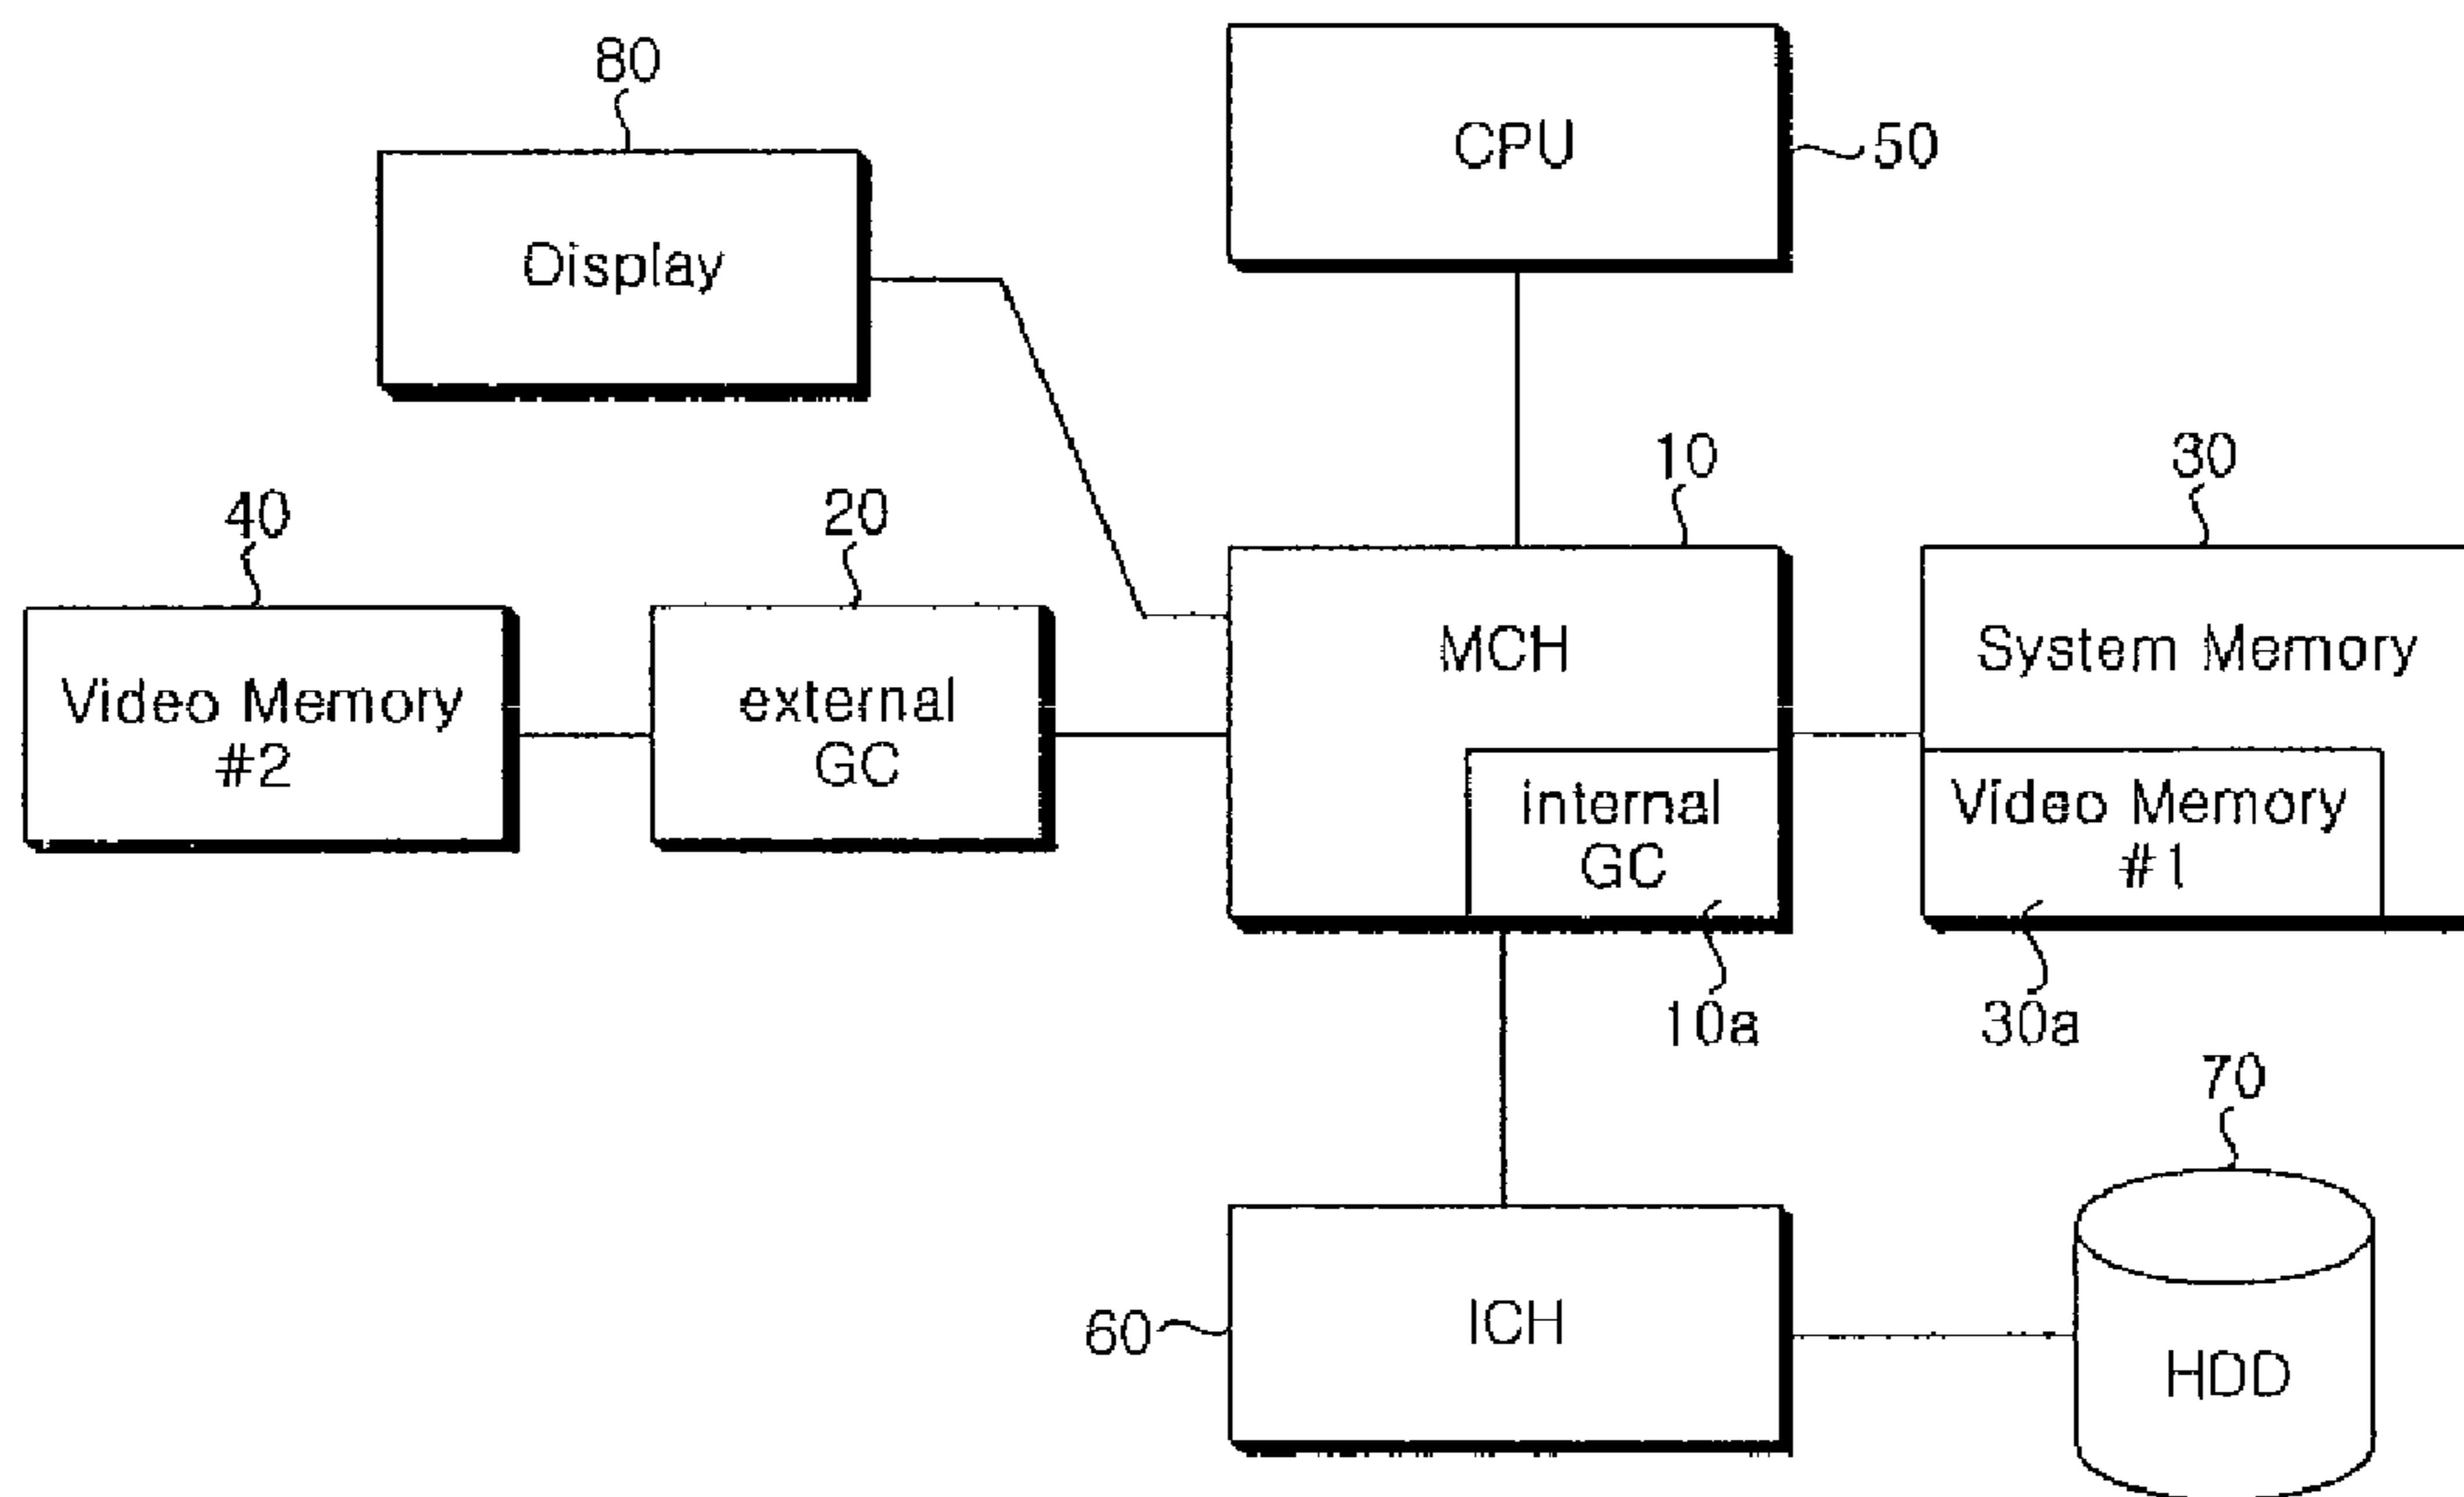 80
CPU
50
Display
10
30
40
20
MCH
System Memory
Video Memory
#2
external
GC
internal
GC
Video Memory
#1
10a
30a
70
60
ICH
HDD